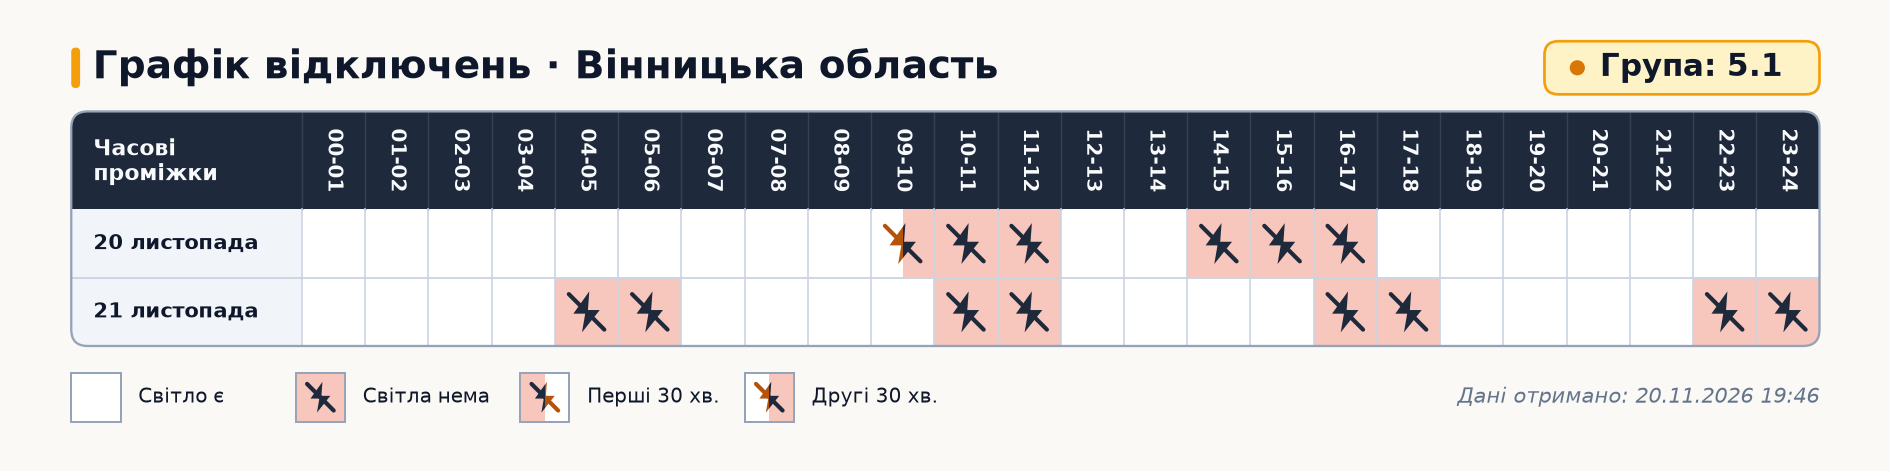 Графік відключень · Вінницька область
Група: 5.1
Часові
проміжки
00-01
01-02
02-03
03-04
04-05
05-06
06-07
07-08
08-09
09-10
10-11
11-12
12-13
13-14
14-15
15-16
16-17
17-18
18-19
19-20
20-21
21-22
22-23
23-24
20 листопада
21 листопада
Світло є
Світла нема
Перші 30 хв.
Другі 30 хв.
Дані отримано: 20.11.2026 19:46